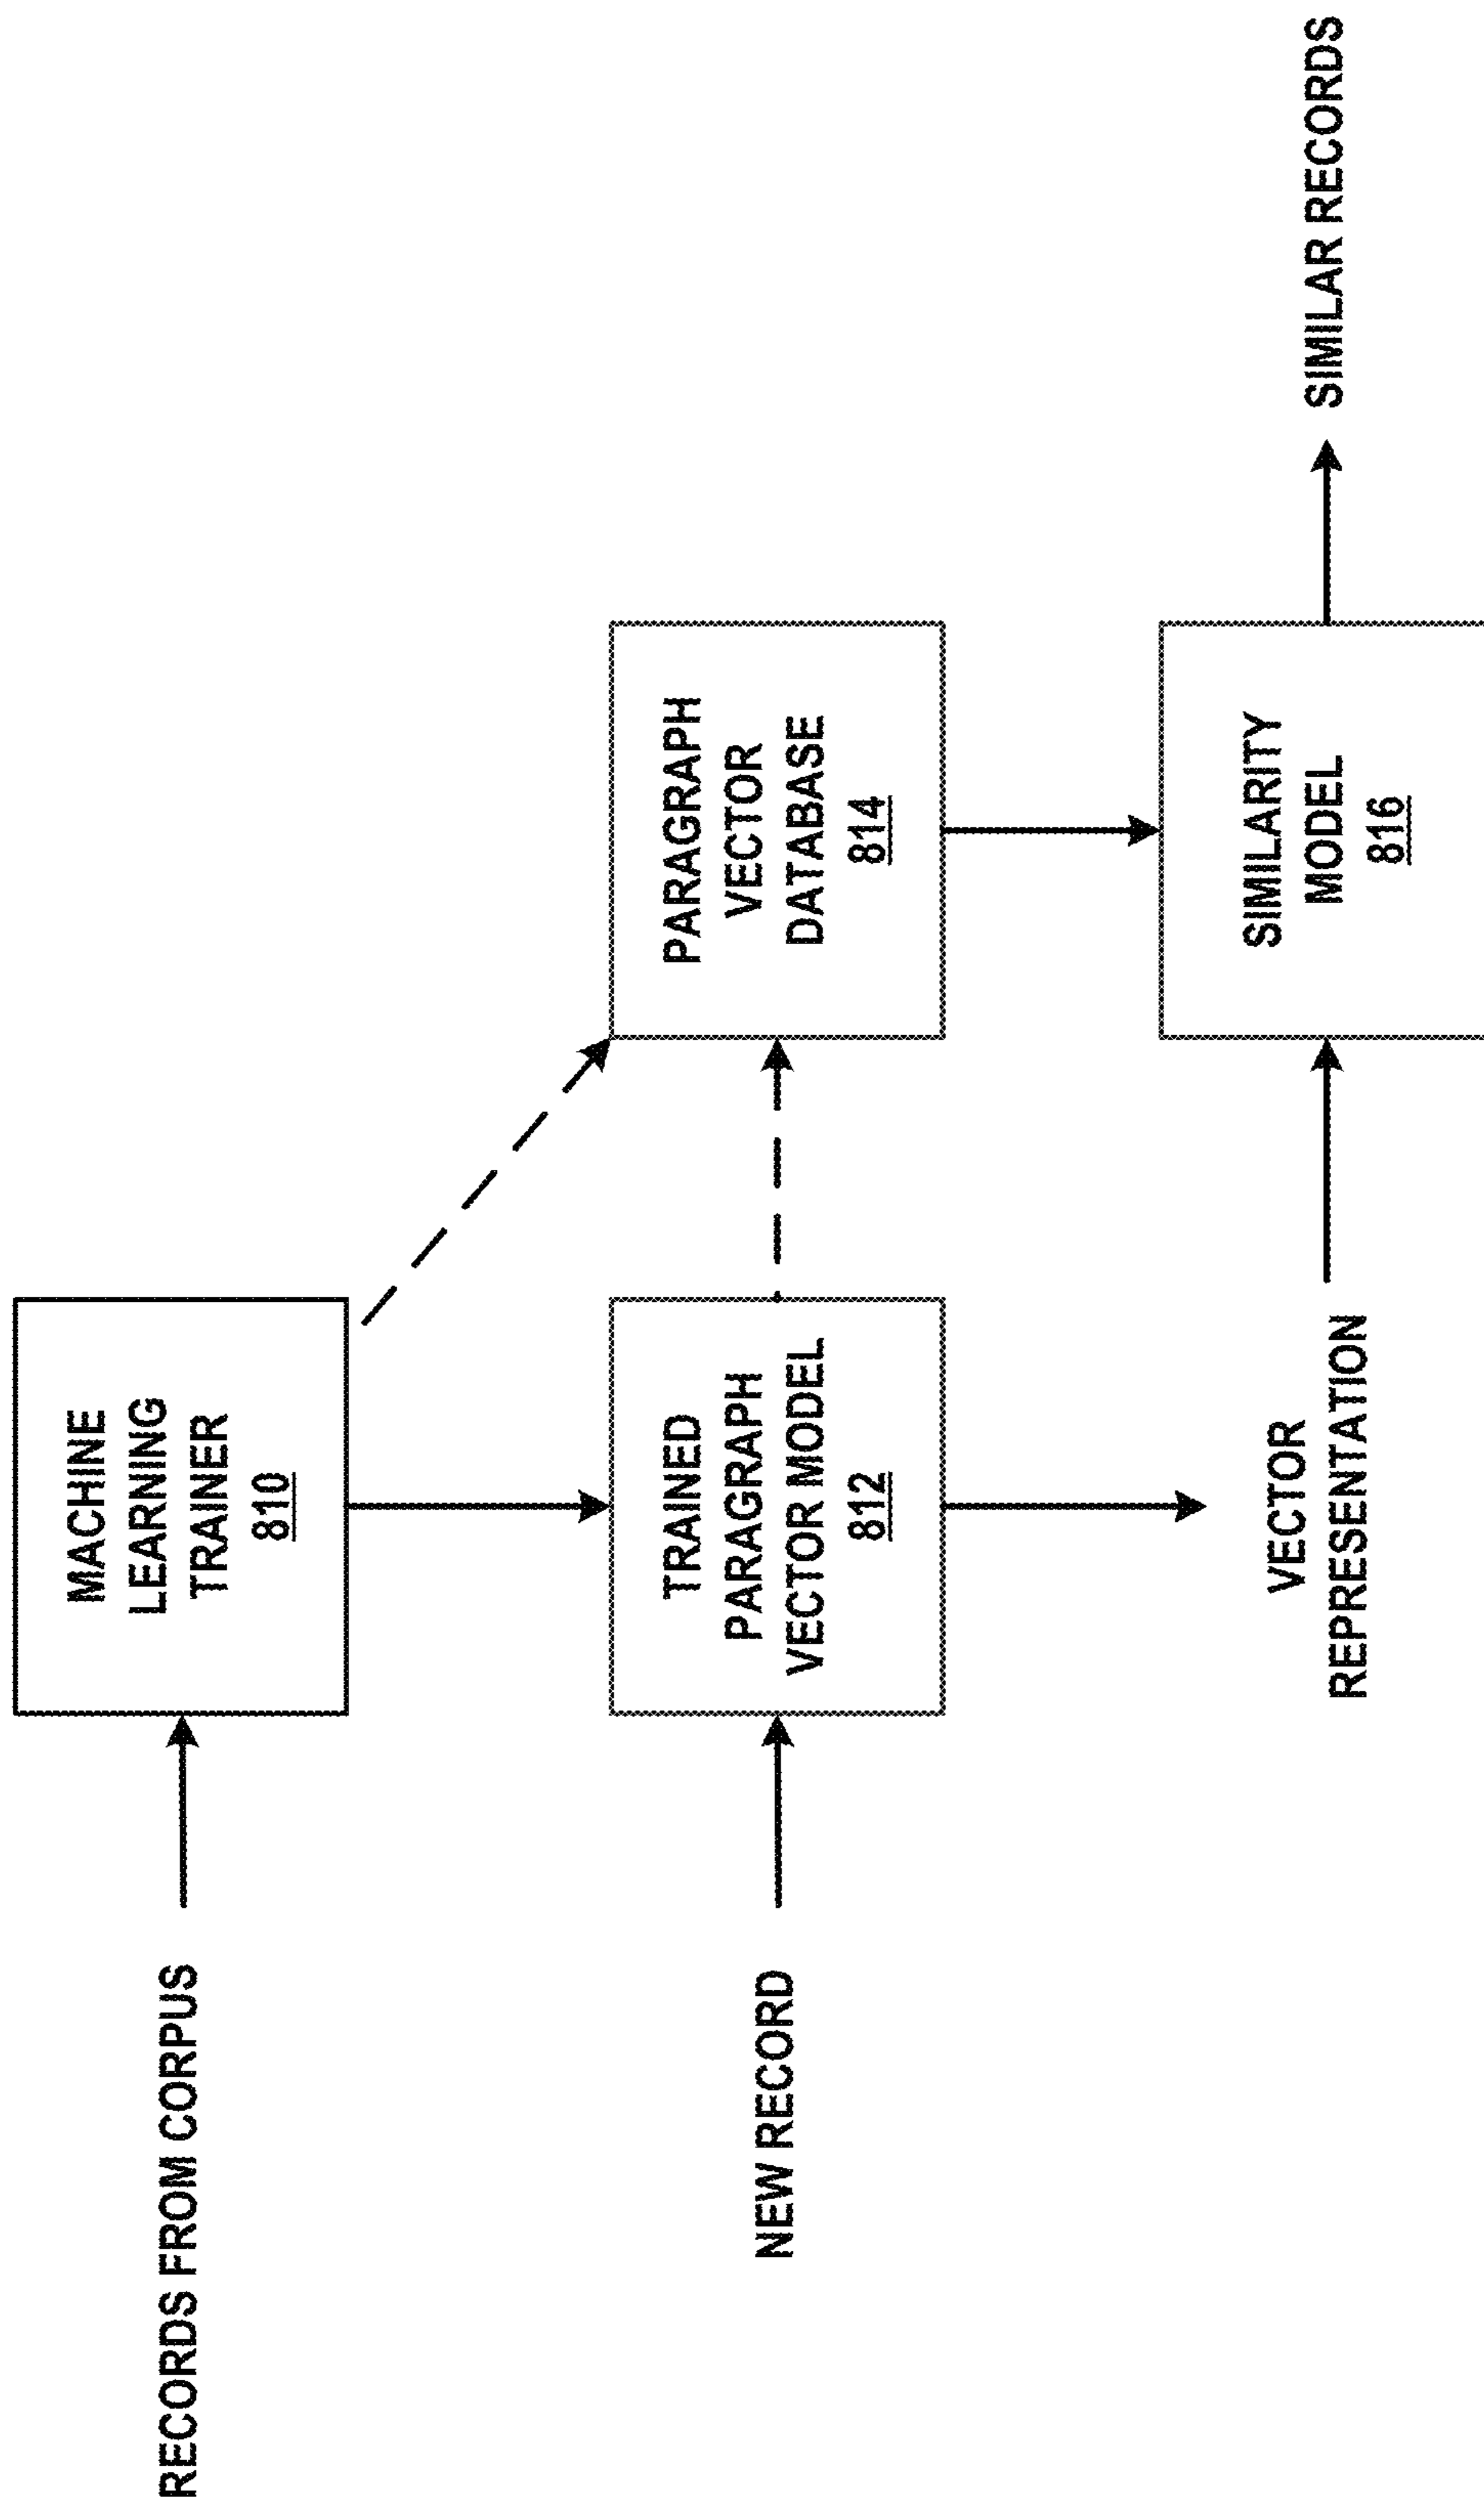 RECORDS FROM CORPUS
MACHINE
LEARNING
TRAINER
810
NEW RECORD
TRAINED
PARAGRAPH
VECTOR MODEL
812
PARAGRAPH
VECTOR
DATABASE
814
VECTOR
REPRESENTATION
SIMILARITY
MODEL
816
SIMILAR RECORDS